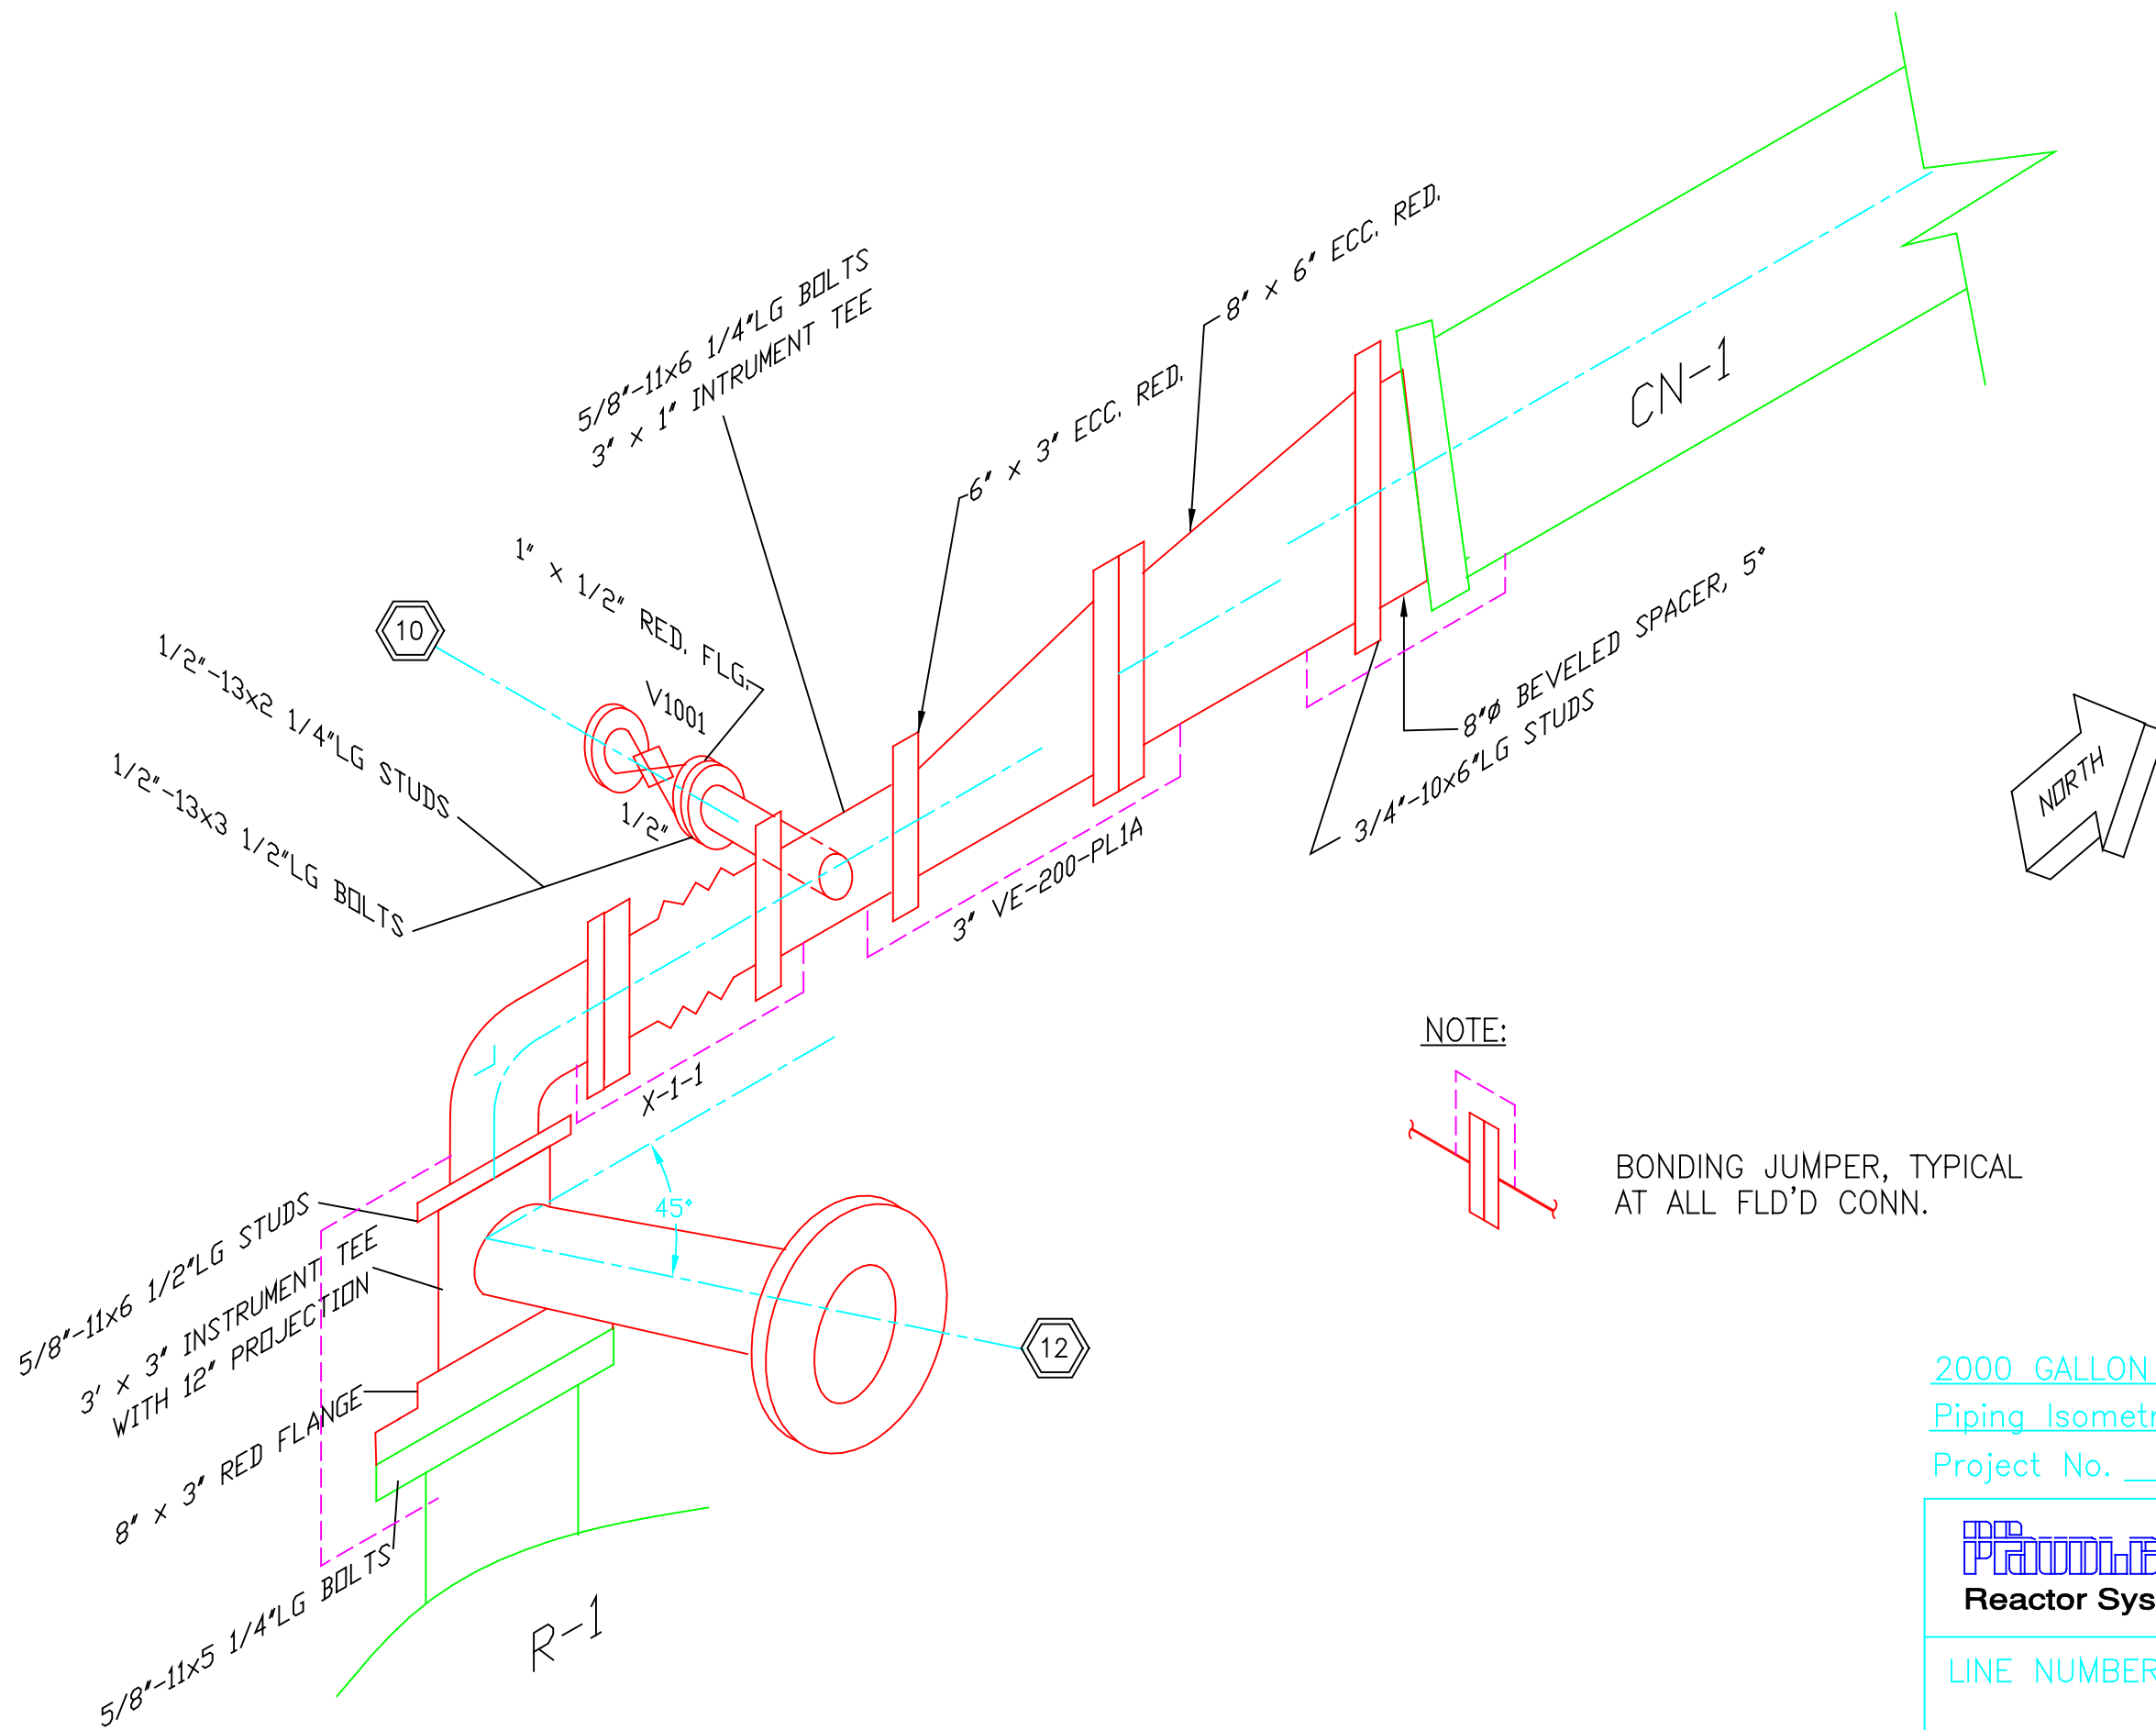 8" x 6" ECC. RED.
5/8"-11x6 1/4"LG BOLTS
3" x 1" INTRUMENT TEE
6" x 3" ECC. RED.
CN-1
1" x 1/2" RED. FLG.
V1001
10
1/2"-13x2 1/4"LG STUDS
1/2"-13x3 1/2"LG BOLTS
1/2"
8"Ø BEVELED SPACER, 5°
3/4"-10x6"LG STUDS
NORTH
3" VE-200-PL1A
X-1-1
NOTE:
BONDING JUMPER, TYPICAL
AT ALL FLD'D CONN.
45°
5/8"-11x6 1/2"LG STUDS
3' x 3" INSTRUMENT TEE
WITH 12" PROJECTION
12
8" x 3" RED FLANGE
5/8"-11x5 1/4"LG BOLTS
R-1
2000 GALLON
Piping Isometr
Project No.
Reactor Sys
LINE NUMBER